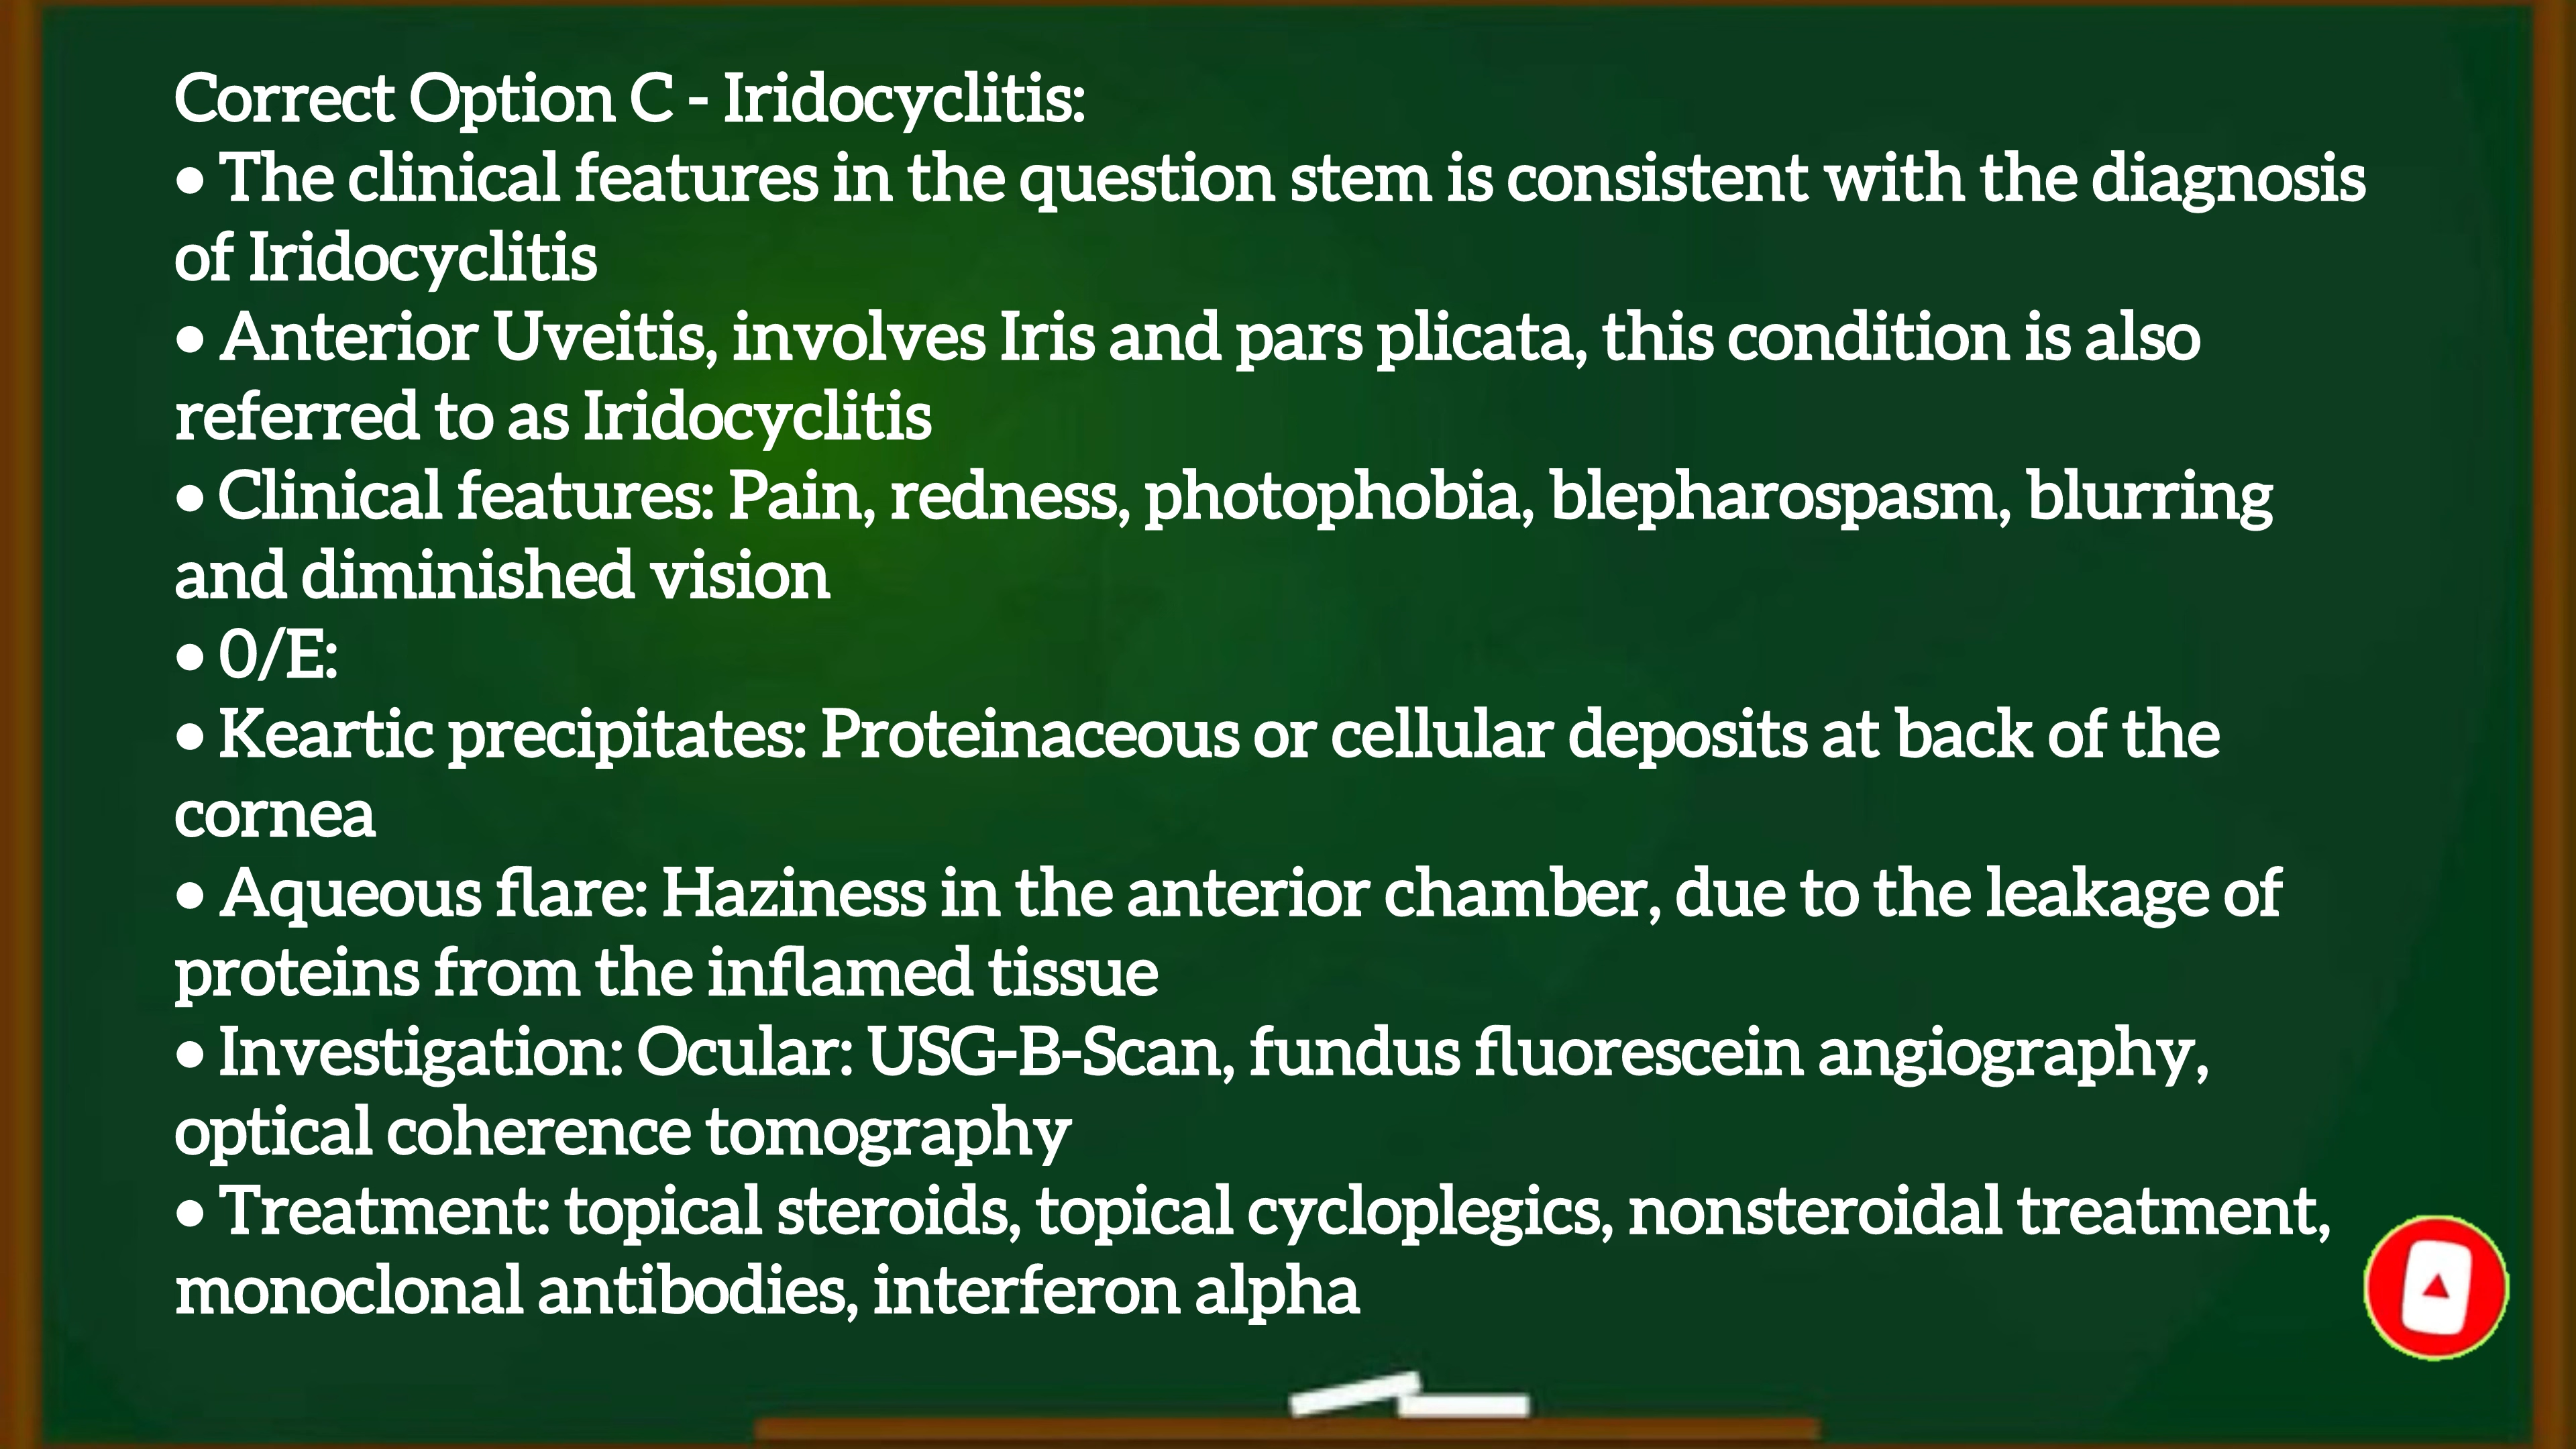 Correct Option C - Iridocyclitis:
● The clinical features in the question stem is consistent with the diagnosis
of Iridocyclitis
● Anterior Uveitis, involves Iris and pars plicata, this condition is also
referred to as Iridocyclitis
● Clinical features: Pain, redness, photophobia, blepharospasm, blurring
and diminished vision
● 0/E:
● Keartic precipitates: Proteinaceous or cellular deposits at back of the
cornea
● Aqueous flare: Haziness in the anterior chamber, due to the leakage of
proteins from the inflamed tissue
● Investigation: Ocular: USG-B-Scan, fundus fluorescein angiography,
optical coherence tomography
● Treatment: topical steroids, topical cycloplegics, nonsteroidal treatment,
monoclonal antibodies, interferon alpha